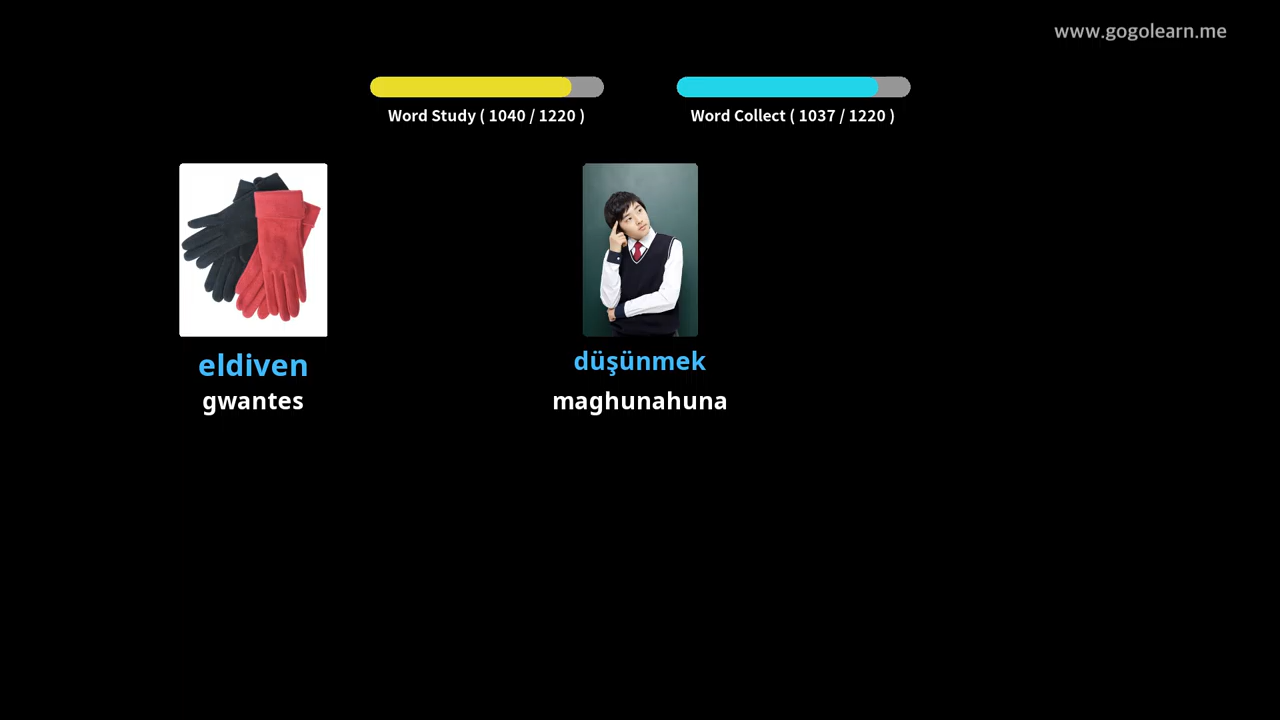 www.gogolearn.me
Word Study ( 1040 / 1220 )
Word Collect ( 1037 / 1220 )
eldiven
gwantes
düşünmek
maghunahuna